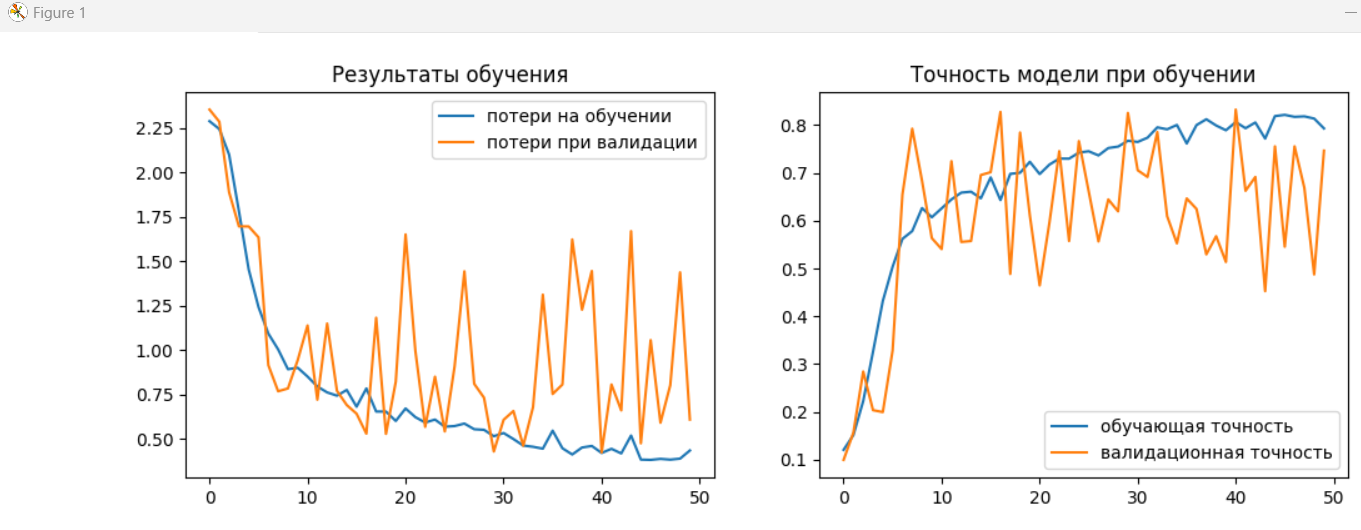 Figure 1
Результаты обучения
потери на обучении
потери при валидации
2.25
2.00
1.75
1.50
1.25
1.00
0.75
0.50
0 10 20 30 40 50
Точность модели при обучении
0.8
0.7
0.6
0.5
0.4
0.3
0.2
0.1
обучающая точность
валидационная точность
0 10 20 30 40 50